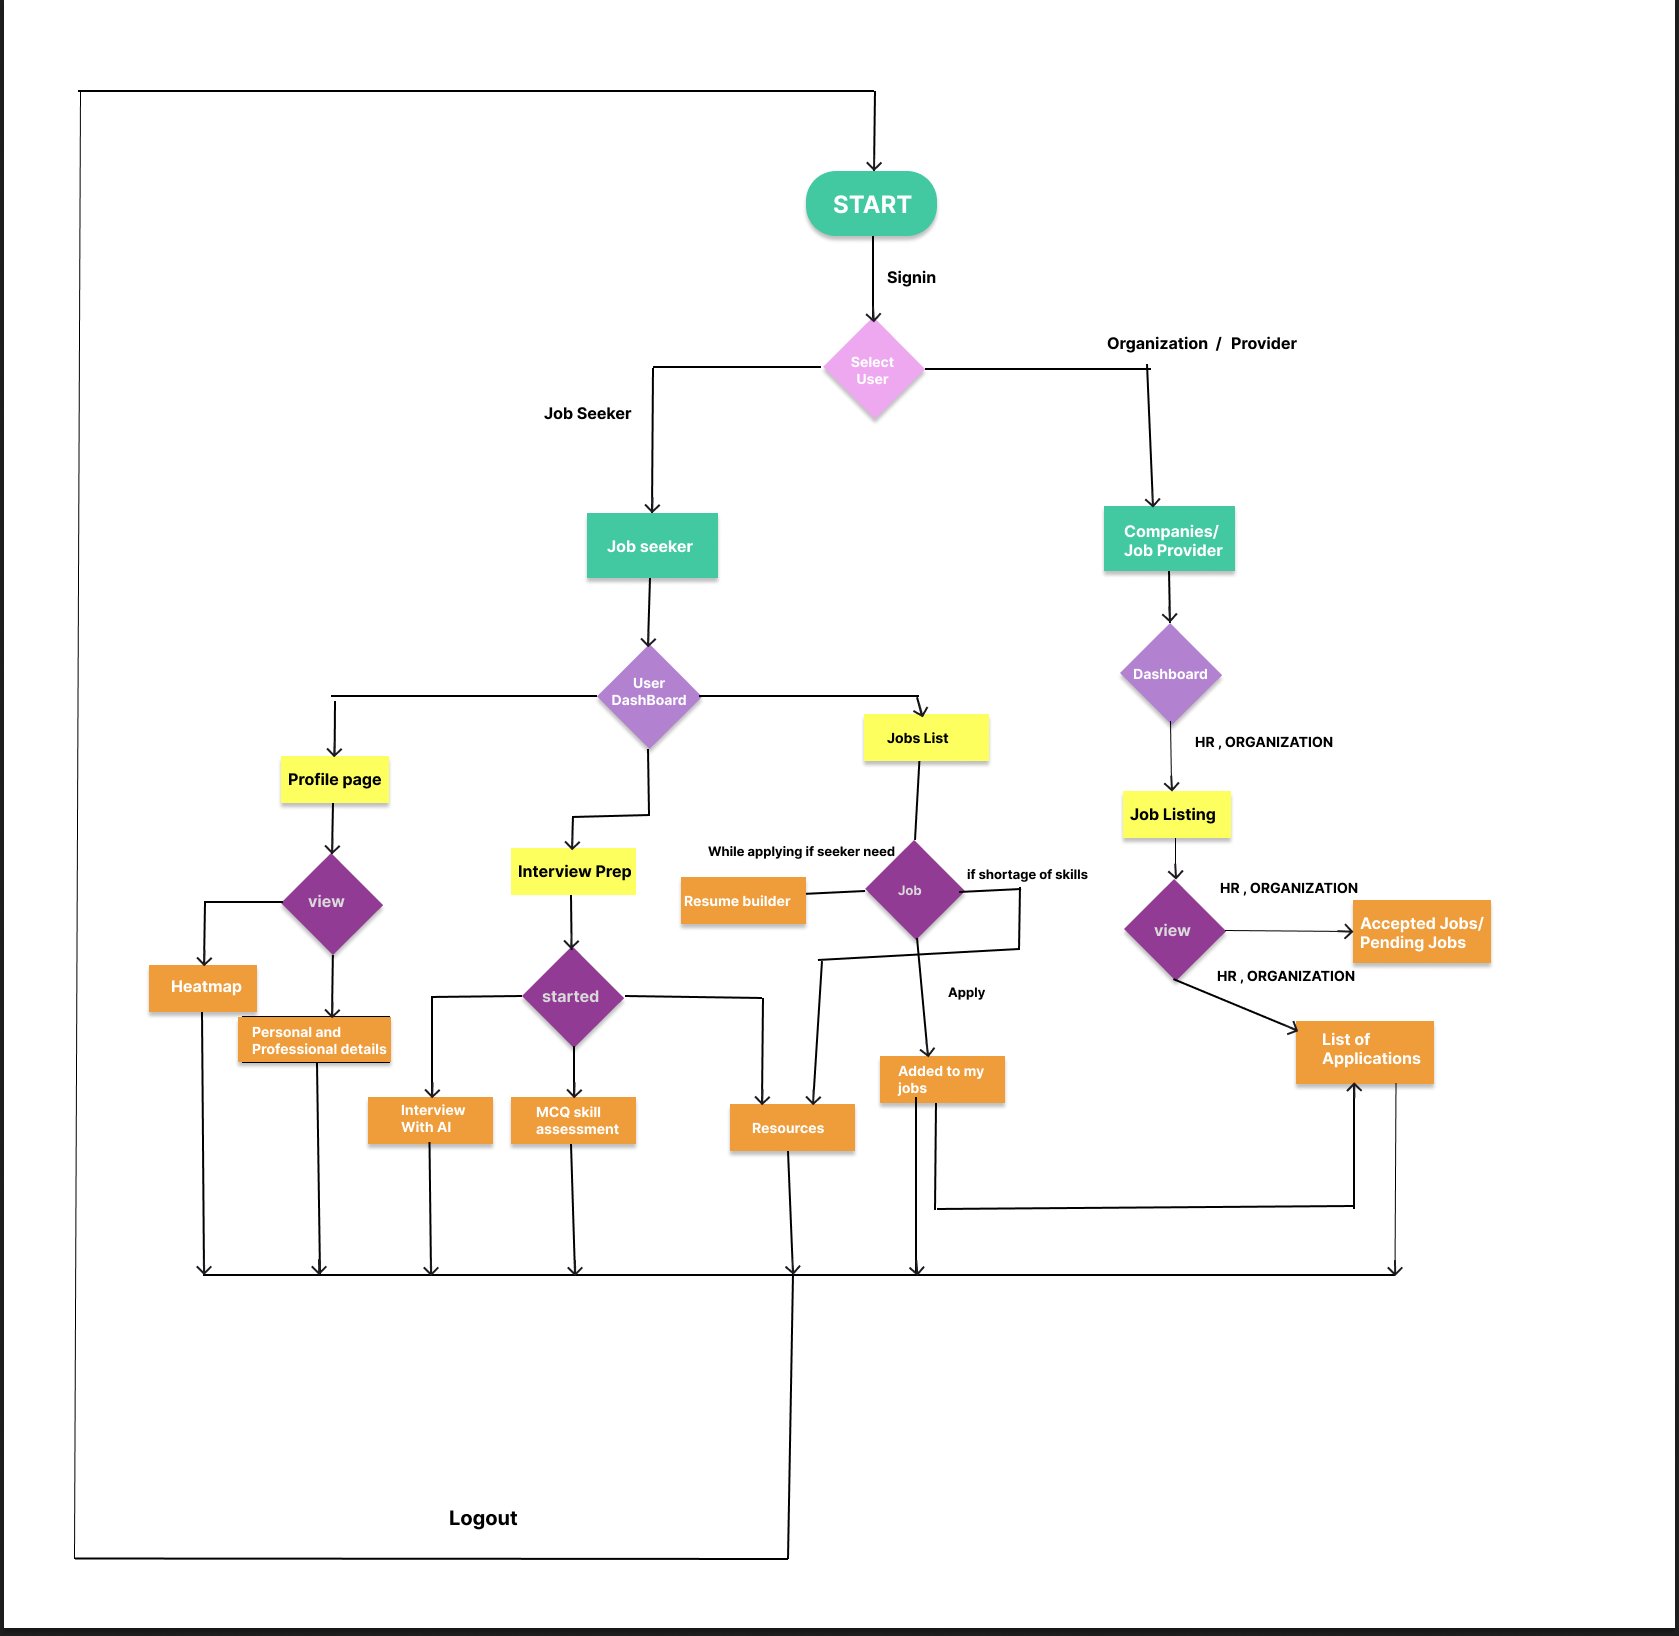 START
Signin
Organization / Provider
Select
User
Job Seeker
Companies/
Job Provider
Job seeker
User
DashBoard
Dashboard
Jobs List
HR , ORGANIZATION
Profile page
Job Listing
While applying if seeker need
Interview Prep
if shortage of skills
Job
HR , ORGANIZATION
Resume builder
view
Accepted Jobs/
Pending Jobs
view
HR , ORGANIZATION
Heatmap
started
Apply
Personal and
Professional details
List of
Applications
Added to my
jobs
Interview
With AI
MCQ skill
assessment
Resources
Logout